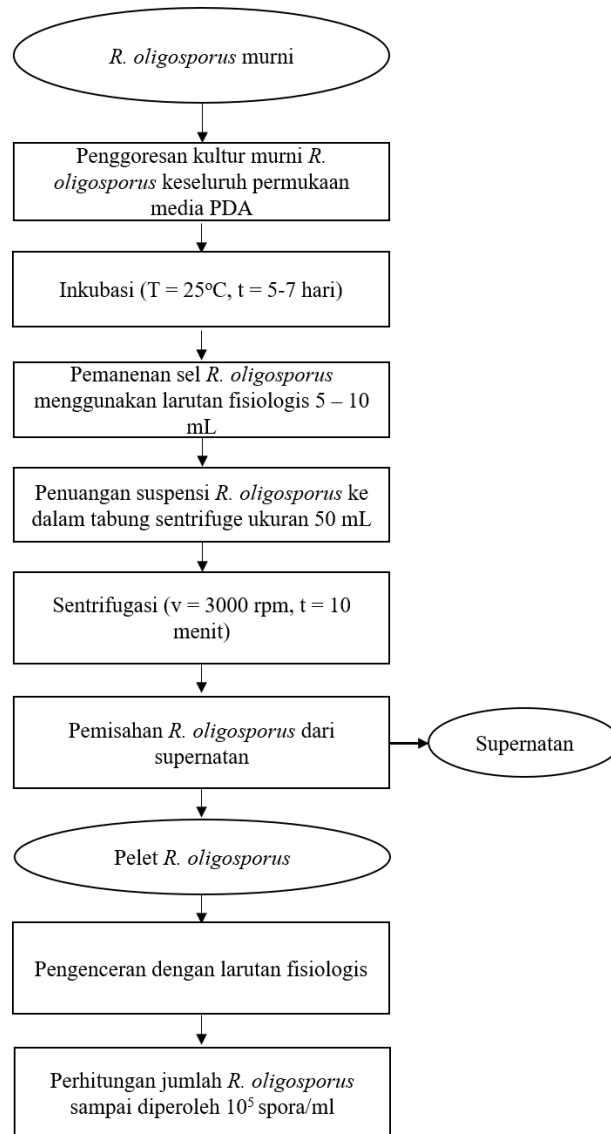 R. oligosporus murni
Penggoresan kultur murni R.
oligosporus keseluruh permukaan
media PDA
Inkubasi (T = 25°C, t = 5-7 hari)
Pemanenan sel R. oligosporus
menggunakan larutan fisiologis 5 – 10
mL
Penuangan suspensi R. oligosporus ke
dalam tabung sentrifuge ukuran 50 mL
Sentrifugasi (v = 3000 rpm, t = 10
menit)
Pemisahan R. oligosporus dari
supernatan
Supernatan
Pelet R. oligosporus
Pengenceran dengan larutan fisiologis
Perhitungan jumlah R. oligosporus
sampai diperoleh 10⁵ spora/ml